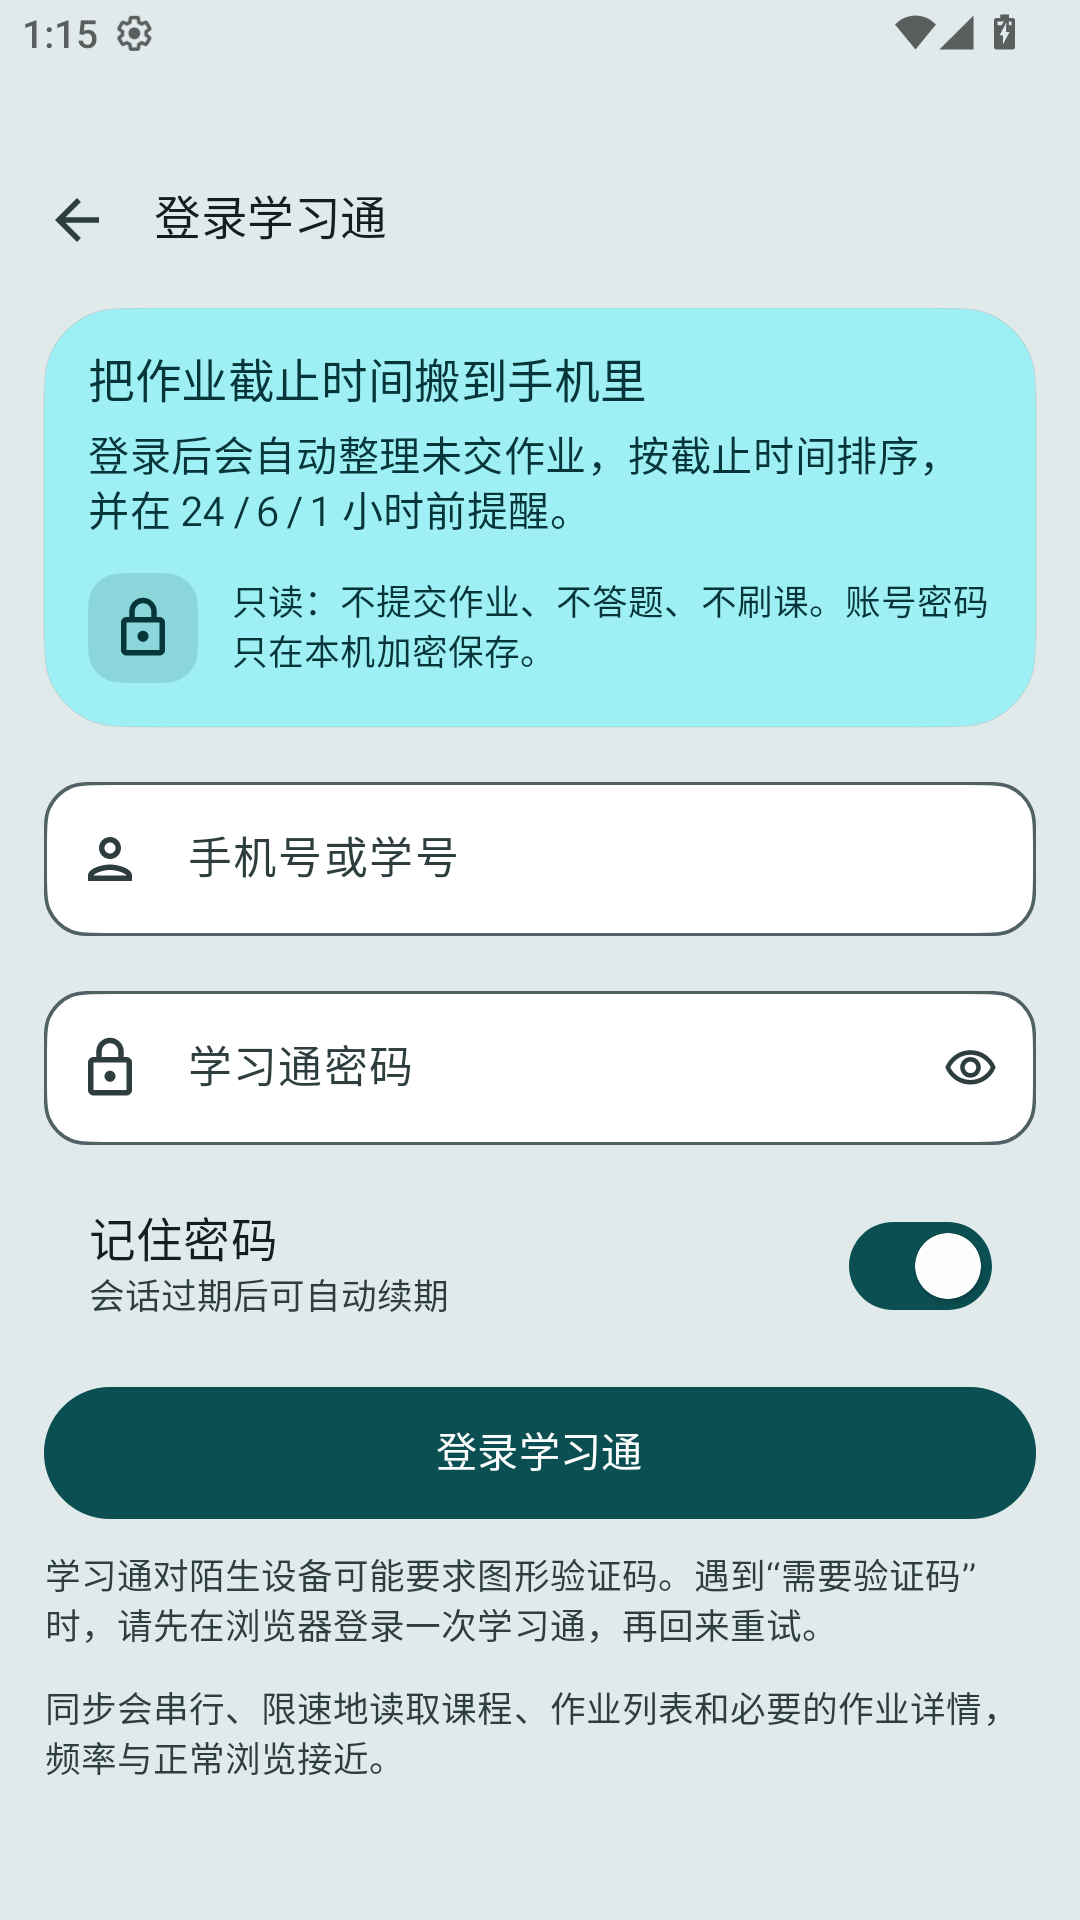 1:15
登录学习通
把作业截止时间搬到手机里
登录后会自动整理未交作业，按截止时间排序，
并在 24 / 6 / 1 小时前提醒。
只读：不提交作业、不答题、不刷课。账号密码
只在本机加密保存。
手机号或学号
学习通密码
记住密码
会话过期后可自动续期
登录学习通
学习通对陌生设备可能要求图形验证码。遇到“需要验证码”
时，请先在浏览器登录一次学习通，再回来重试。
同步会串行、限速地读取课程、作业列表和必要的作业详情，
频率与正常浏览接近。